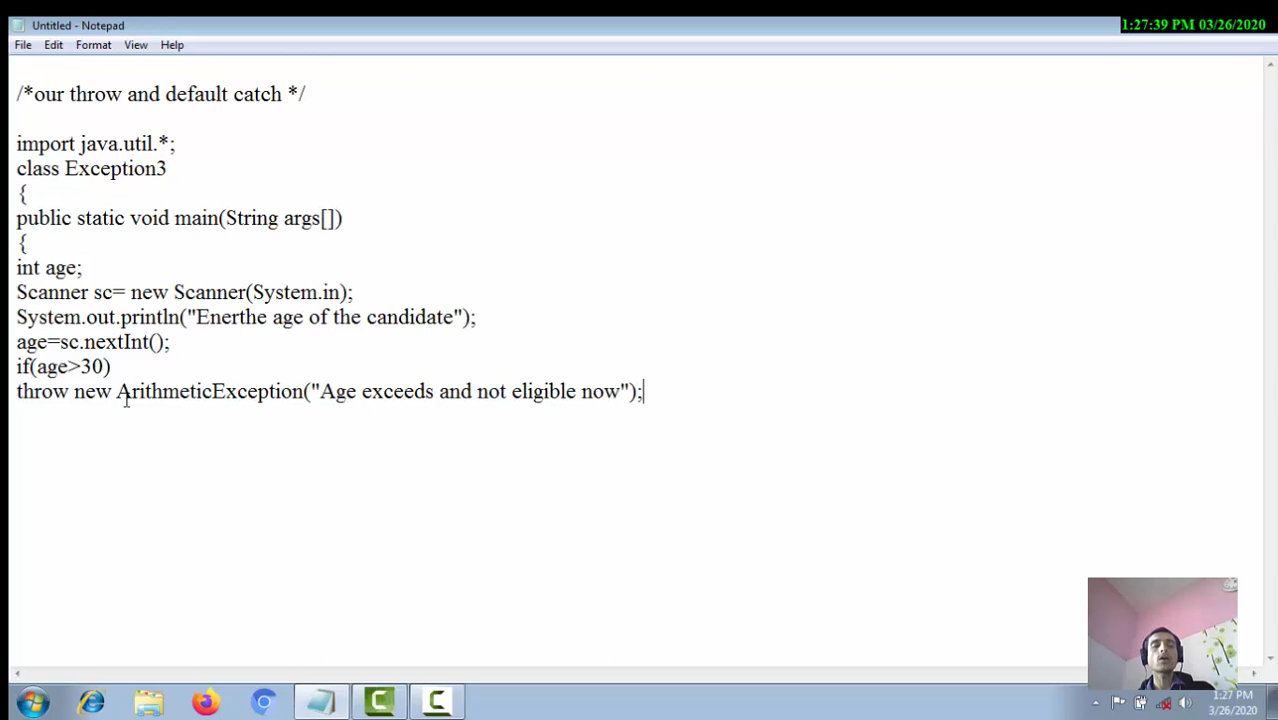 Untitled - Notepad
1:27:39 PM 03/26/2020
File Edit Format View Help
/*our throw and default catch */
import java.util.*;
class Exception3
{
public static void main(String args[])
{
int age;
Scanner sc= new Scanner(System.in);
System.out.println("Enerthe age of the candidate");
age=sc.nextInt();
if(age>30)
throw new ArithmeticException("Age exceeds and not eligible now");
1:27 PM
3/26/2020